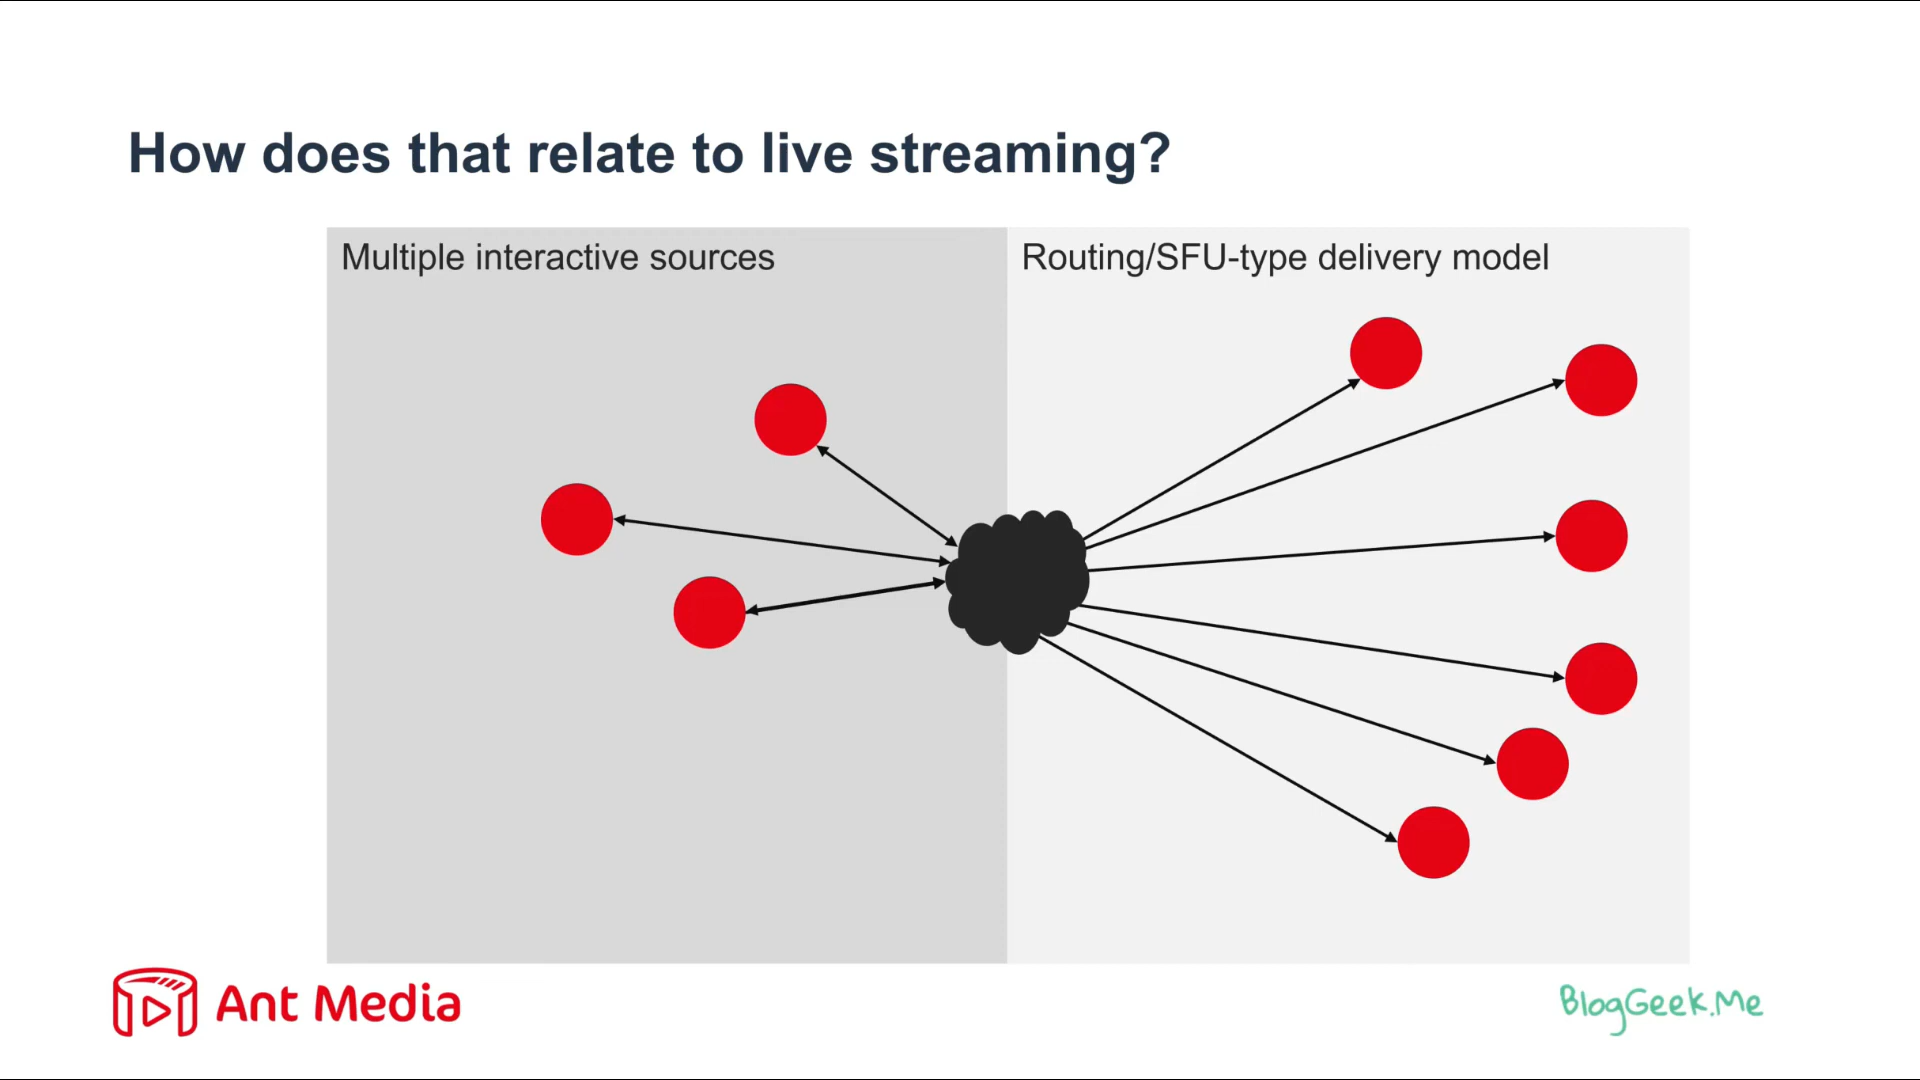 How does that relate to live streaming?
Multiple interactive sources
Routing/SFU-type delivery model
Ant Media
BlogGeek.Me